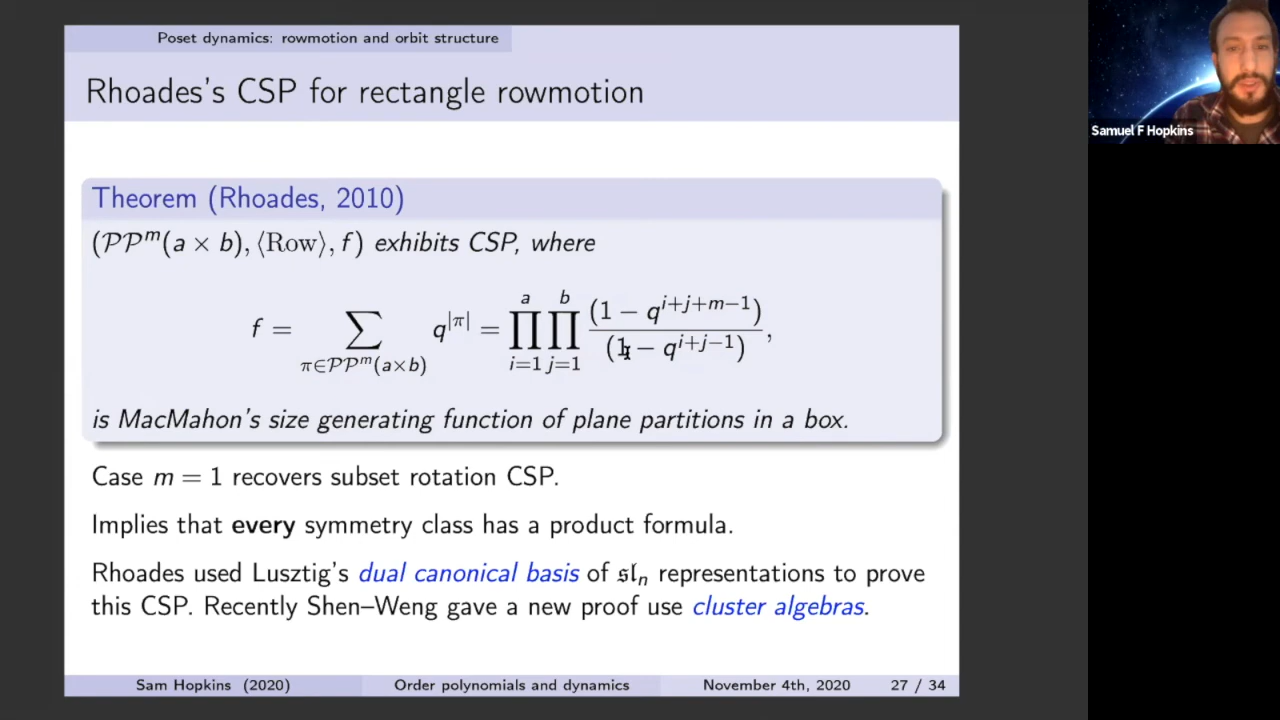 Poset dynamics: rowmotion and orbit structure
Rhoades's CSP for rectangle rowmotion
Samuel F Hopkins
Theorem (Rhoades, 2010)
(𝒫𝒫ᵐ(a × b), ⟨Row⟩, f) exhibits CSP, where
f = ∑_{π∈𝒫𝒫ᵐ(a×b)} q^{|π|} = ∏_{i=1}^{a} ∏_{j=1}^{b} (1 − q^{i+j+m−1}) / (1 − q^{i+j−1}),
is MacMahon's size generating function of plane partitions in a box.
Case m = 1 recovers subset rotation CSP.
Implies that every symmetry class has a product formula.
Rhoades used Lusztig's dual canonical basis of 𝔰𝔩ₙ representations to prove
this CSP. Recently Shen–Weng gave a new proof use cluster algebras.
Sam Hopkins (2020) Order polynomials and dynamics November 4th, 2020 27 / 34